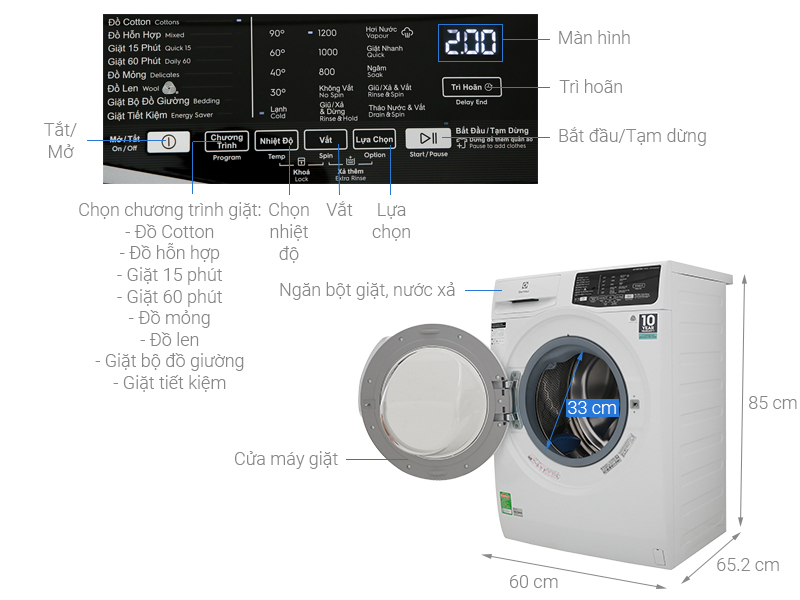 Đồ Cotton Cottons
Đồ Hỗn Hợp Mixed
Giặt 15 Phút Quick 15
Giặt 60 Phút Daily 60
Đồ Mỏng Delicates
Đồ Len Wool
Giặt Bộ Đồ Giường Bedding
Giặt Tiết Kiệm Energy Saver
90°
60°
40°
30°
Lạnh
Cold
1200
1000
800
Không Vắt
No Spin
Giũ/Xả
& Dừng
Rinse & Hold
Hơi Nước
Vapour
Giặt Nhanh
Quick
Ngâm
Soak
Giũ/Xả & Vắt
Rinse & Spin
Tháo Nước & Vắt
Drain & Spin
2.00
Trì Hoãn
Delay End
Mở / Tắt
On / Off
Chương
Trình
Program
Nhiệt Độ
Temp
Vắt
Spin
Lựa Chọn
Option
Khoá
Lock
Xả thêm
Extra Rinse
Start / Pause
Bắt Đầu / Tạm Dừng
Dừng để thêm quần áo
Pause to add clothes
Màn hình
Trì hoãn
Bắt đầu/Tạm dừng
Tắt/
Mở
Chọn chương trình giặt:
- Đồ Cotton
- Đồ hỗn hợp
- Giặt 15 phút
- Giặt 60 phút
- Đồ mỏng
- Đồ len
- Giặt bộ đồ giường
- Giặt tiết kiệm
Chọn
nhiệt
độ
Vắt
Lựa
chọn
Ngăn bột giặt, nước xả
Cửa máy giặt
10
YEAR
33 cm
85 cm
65.2 cm
60 cm